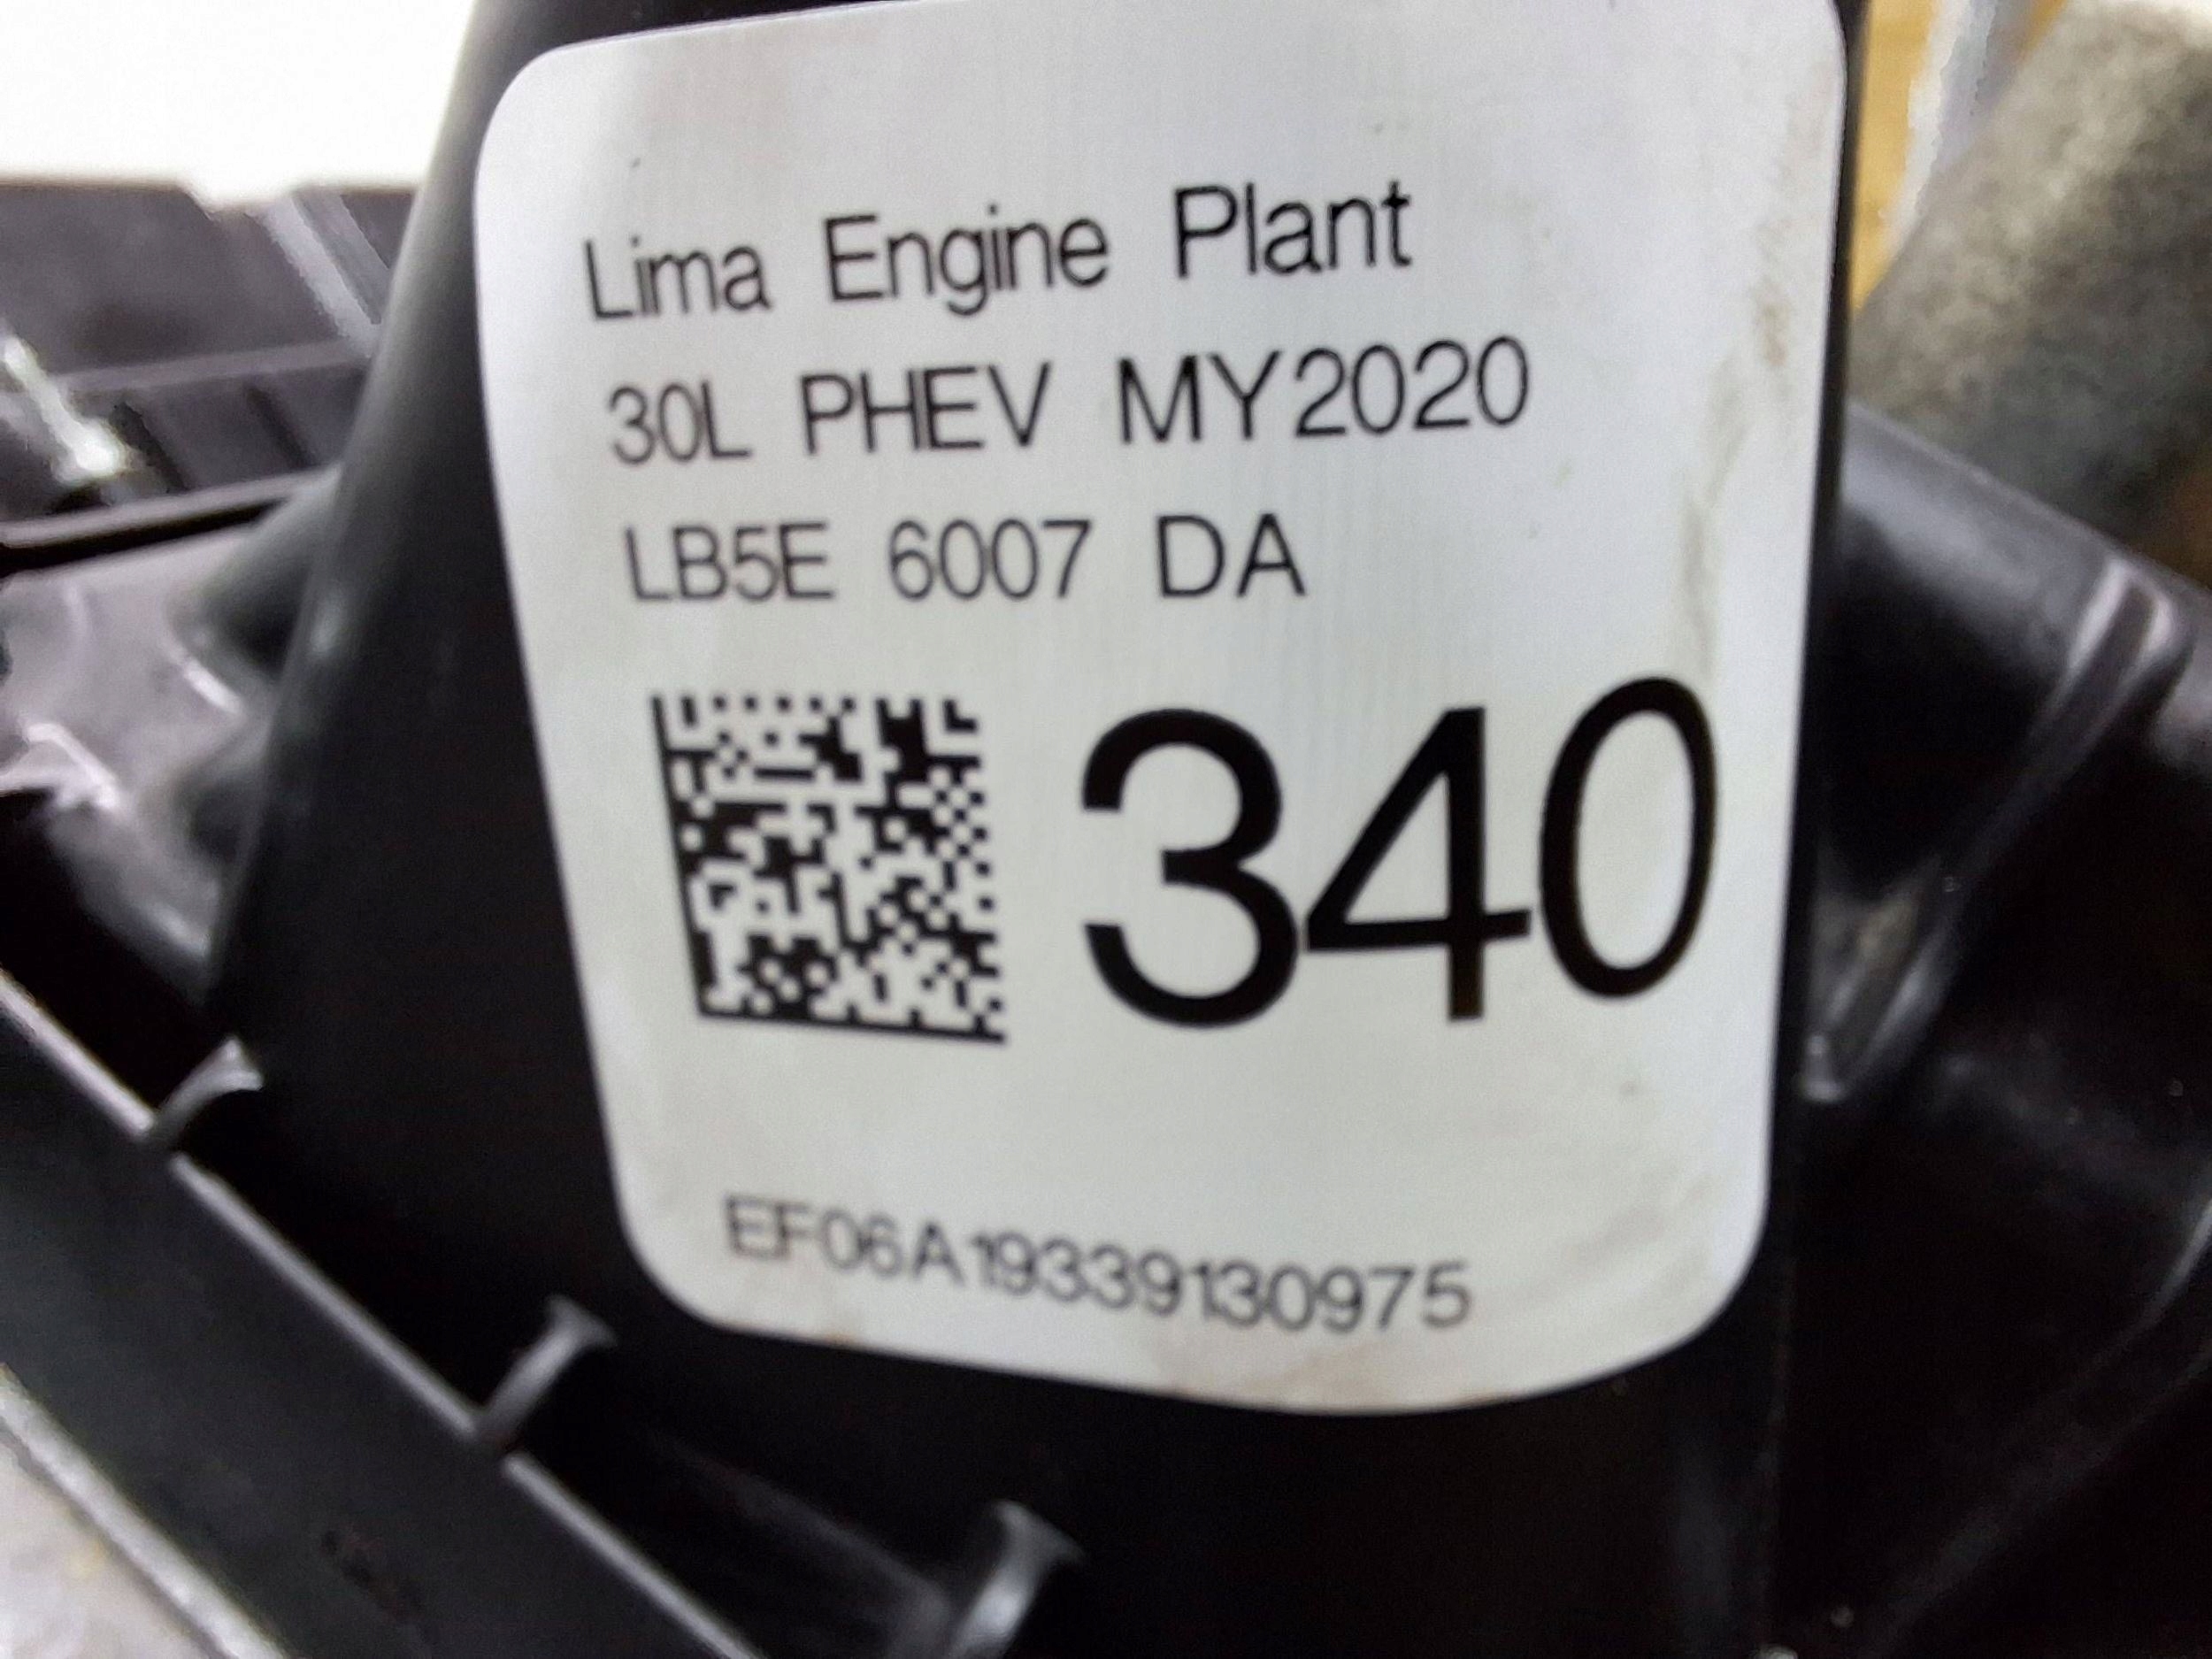 Lima Engine Plant
30L PHEV MY2020
LB5E 6007 DA
340
EF06A19339130975